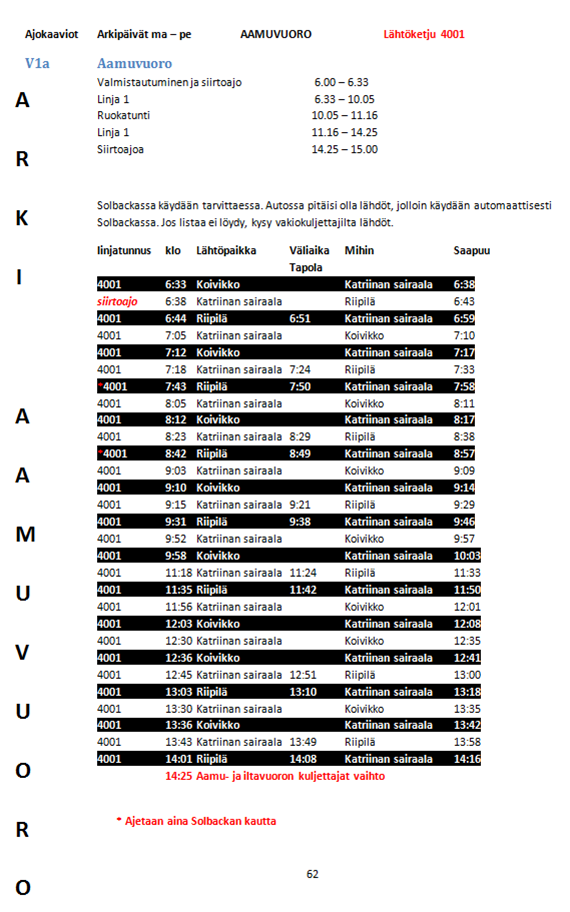 Ajokaaviot Arkipäivät ma – pe AAMUVUORO Lähtöketju 4001
V1a Aamuvuoro
Valmistautuminen ja siirtoajo 6.00 – 6.33
Linja 1 6.33 – 10.05
Ruokatunti 10.05 – 11.16
Linja 1 11.16 – 14.25
Siirtoajoa 14.25 – 15.00
A
R
K
I
A
A
M
U
V
U
O
R
O
Solbackassa käydään tarvittaessa. Autossa pitäisi olla lähdöt, jolloin käydään automaattisesti
Solbackassa. Jos listaa ei löydy, kysy vakiokuljettajilta lähdöt.
linjatunnus klo Lähtöpaikka Väliaika Mihin Saapuu
Tapola
4001 6:33 Koivikko Katriinan sairaala 6:38
siirtoajo 6:38 Katriinan sairaala Riipilä 6:43
4001 6:44 Riipilä 6:51 Katriinan sairaala 6:59
4001 7:05 Katriinan sairaala Koivikko 7:10
4001 7:12 Koivikko Katriinan sairaala 7:17
4001 7:18 Katriinan sairaala 7:24 Riipilä 7:33
*4001 7:43 Riipilä 7:50 Katriinan sairaala 7:58
4001 8:05 Katriinan sairaala Koivikko 8:11
4001 8:12 Koivikko Katriinan sairaala 8:17
4001 8:23 Katriinan sairaala 8:29 Riipilä 8:38
*4001 8:42 Riipilä 8:49 Katriinan sairaala 8:57
4001 9:03 Katriinan sairaala Koivikko 9:09
4001 9:10 Koivikko Katriinan sairaala 9:14
4001 9:15 Katriinan sairaala 9:21 Riipilä 9:29
4001 9:31 Riipilä 9:38 Katriinan sairaala 9:46
4001 9:52 Katriinan sairaala Koivikko 9:57
4001 9:58 Koivikko Katriinan sairaala 10:03
4001 11:18 Katriinan sairaala 11:24 Riipilä 11:33
4001 11:35 Riipilä 11:42 Katriinan sairaala 11:50
4001 11:56 Katriinan sairaala Koivikko 12:01
4001 12:03 Koivikko Katriinan sairaala 12:08
4001 12:30 Katriinan sairaala Koivikko 12:35
4001 12:36 Koivikko Katriinan sairaala 12:41
4001 12:45 Katriinan sairaala 12:51 Riipilä 13:00
4001 13:03 Riipilä 13:10 Katriinan sairaala 13:18
4001 13:30 Katriinan sairaala Koivikko 13:35
4001 13:36 Koivikko Katriinan sairaala 13:42
4001 13:43 Katriinan sairaala 13:49 Riipilä 13:58
4001 14:01 Riipilä 14:08 Katriinan sairaala 14:16
14:25 Aamu- ja iltavuoron kuljettajat vaihto
* Ajetaan aina Solbackan kautta
62